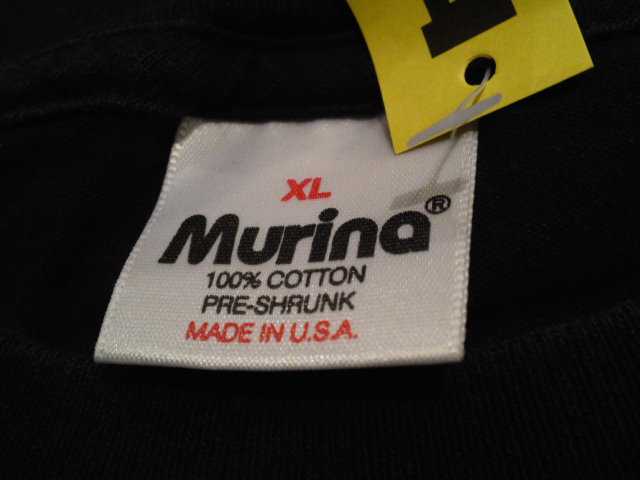 XL
Murina®
100% COTTON
PRE-SHRUNK
MADE IN U.S.A.